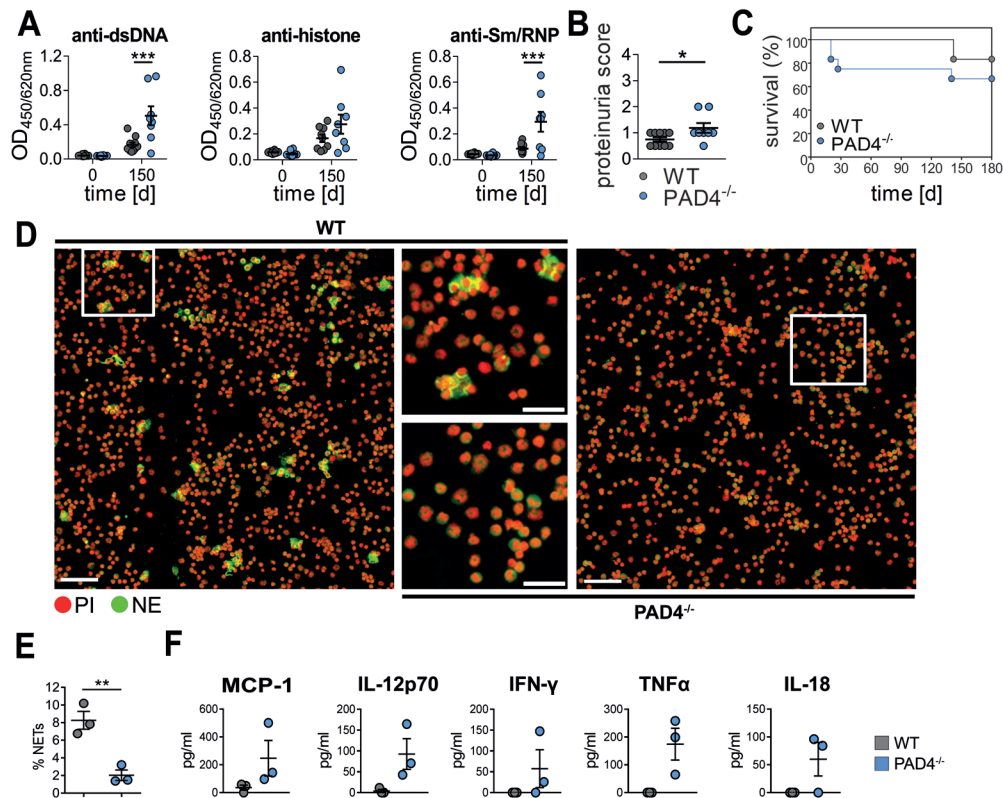 A
anti-dsDNA
anti-histone
anti-Sm/RNP
OD450/620nm
1.2
0.8
0.4
0.0
***
0
150
time [d]
OD450/620nm
0.8
0.6
0.4
0.2
0.0
0
150
time [d]
OD450/620nm
0.8
0.6
0.4
0.2
0.0
***
0
150
time [d]
B
proteinuria score
4
3
2
1
0
*
WT
PAD4-/-
C
survival (%)
100
80
60
40
20
0
WT
PAD4-/-
0 30 60 90 120 150 180
time [d]
D
WT
PI
NE
PAD4-/-
E
% NETs
12
10
8
6
4
2
0
**
F
MCP-1
pg/ml
600
400
200
0
IL-12p70
pg/ml
200
150
100
50
0
IFN-γ
pg/ml
200
150
100
50
0
TNFα
pg/ml
300
200
100
0
IL-18
pg/ml
150
100
50
0
WT
PAD4-/-